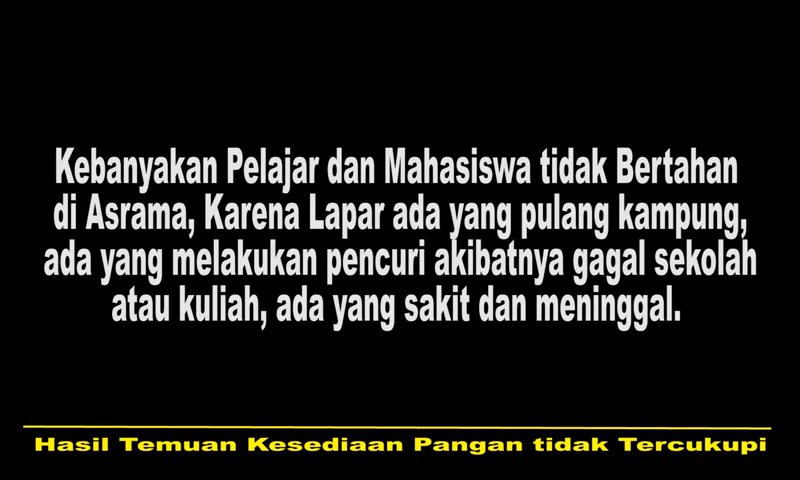 Kebanyakan Pelajar dan Mahasiswa tidak Bertahan
di Asrama, Karena Lapar ada yang pulang kampung,
ada yang melakukan pencuri akibatnya gagal sekolah
atau kuliah, ada yang sakit dan meninggal.
Hasil Temuan Kesediaan Pangan tidak Tercukupi